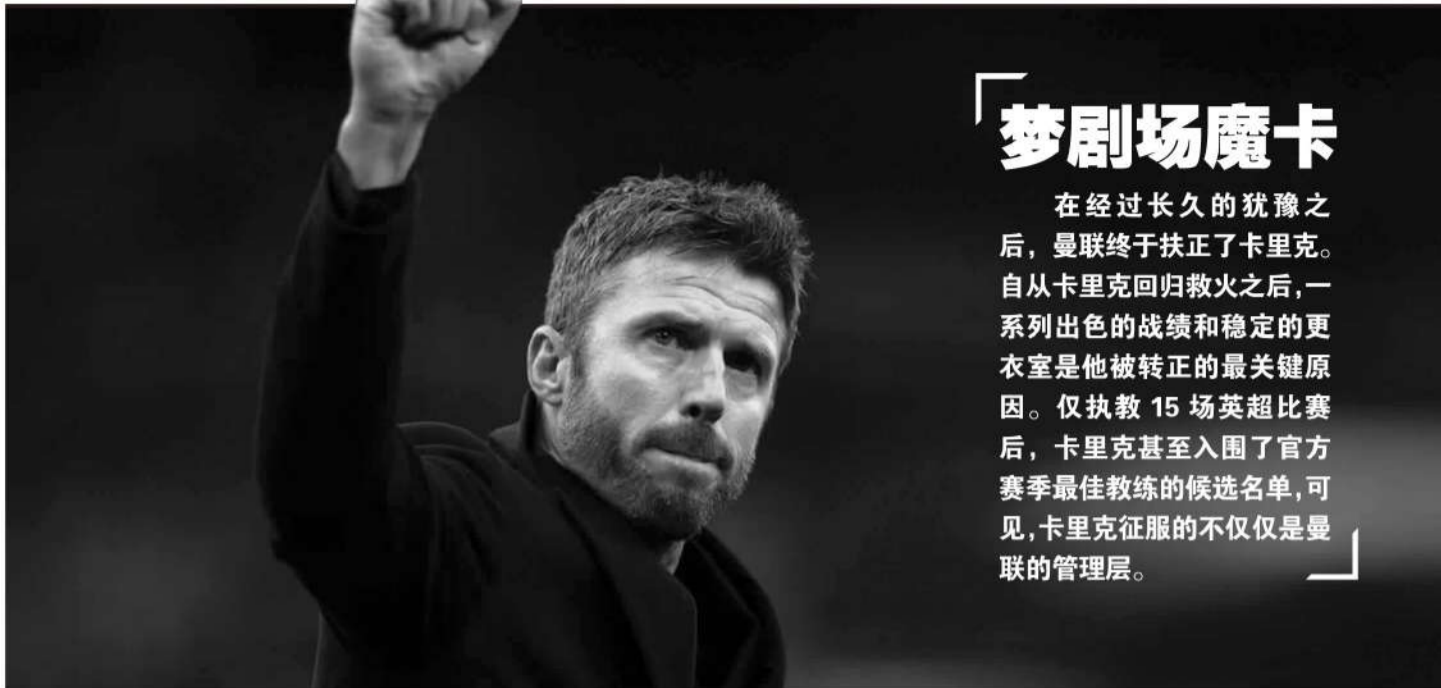 梦剧场魔卡
在经过长久的犹豫之
后，曼联终于扶正了卡里克。
自从卡里克回归救火之后，一
系列出色的战绩和稳定的更
衣室是他被转正的最关键原
因。仅执教 15 场英超比赛
后，卡里克甚至入围了官方
赛季最佳教练的候选名单，可
见，卡里克征服的不仅仅是曼
联的管理层。